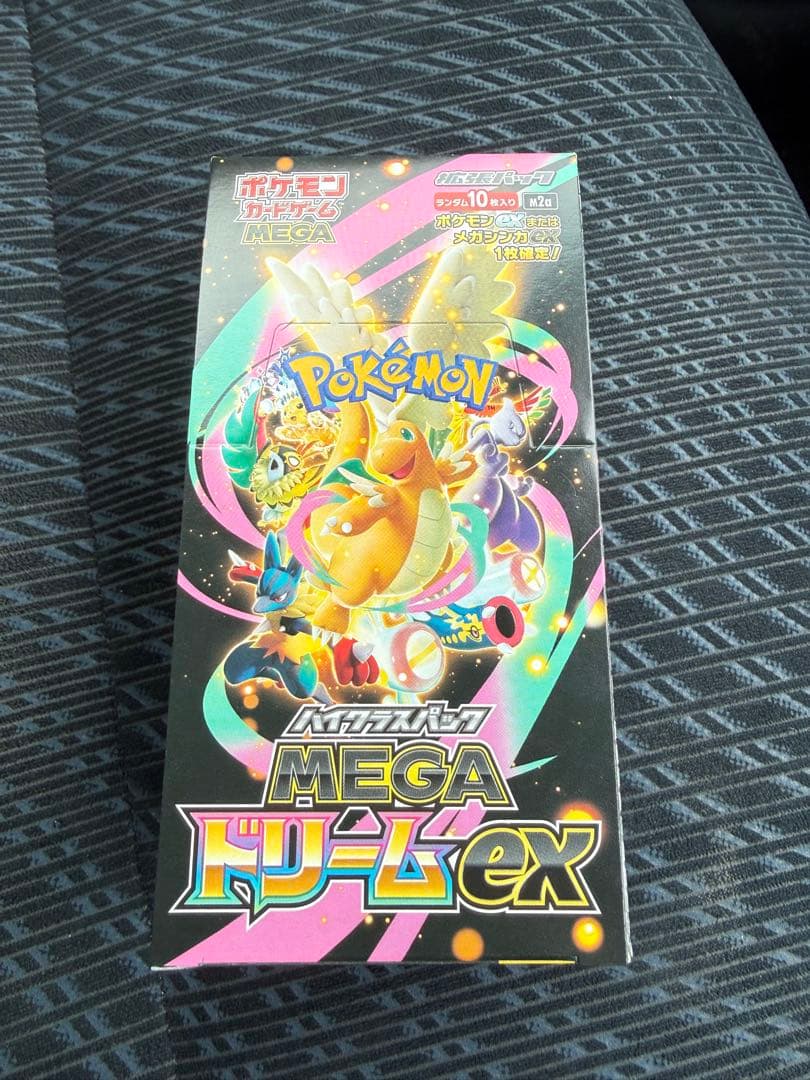 ポケモン
カードゲーム
MEGA
拡張パック
ランダム10枚入り
M2a
ポケモンexまたは
メガシンカex
1枚確定!
POKéMON
TM
ハイクラスパック
MEGA
ドリームex